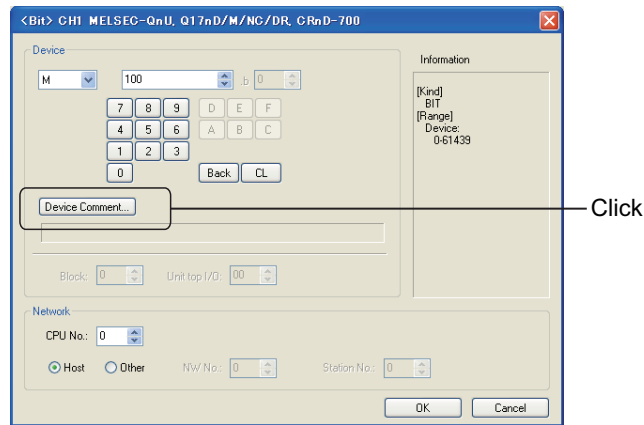 <Bit> CH1 MELSEC-QnU, Q17nD/M/NC/DR, CRnD-700
Device
M 100 .b 0
7 8 9 D E F
4 5 6 A B C
1 2 3
0 Back CL
Device Comment...
Block: 0 Unit top I/O: 00
Information
[Kind]
BIT
[Range]
Device:
0-61439
Click
Network
CPU No.: 0
Host Other NW No.: 0 Station No.: 0
OK Cancel